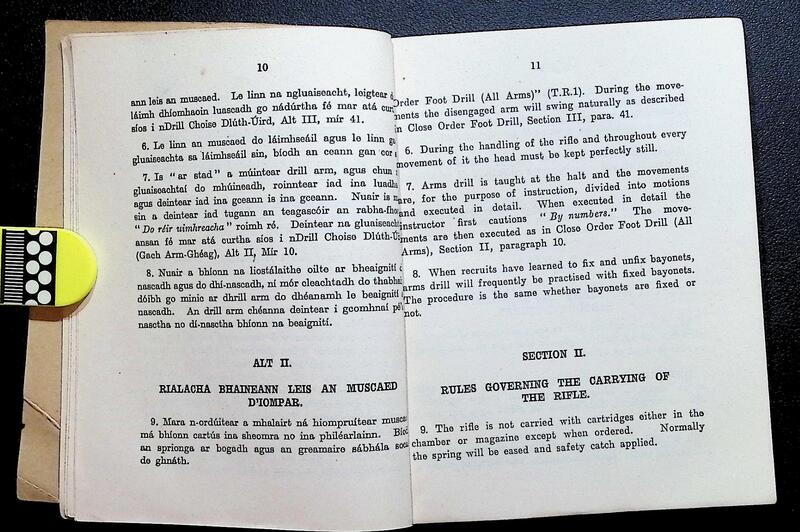 10
ann leis an muscaed. Le linn na ngluaiseacht, leigtear
láimh dhíomhaoin luascadh go nádúrtha fé mar atá
síos i nDrill Choise Dlúth-Úird, Alt III, mír 41.
6. Le linn an muscaed do láimhseáil agus le linn
gluaiseachta sa láimhseáil sin, bíodh an ceann gan
7. Is "ar stad" a múintear drill arm, agus chun
gluaiseachtaí do mhúineadh, roinntear iad ina luadha
agus deintear iad ina gceann is ina gceann. Nuair is
sin a deintear iad tugann an teagascóir an
"Do réir uimhreacha" roimh ré. Deintear na
ansan fé mar atá curtha síos i nDrill Choise
(Gach Arm-Ghéag), Alt II, Mír 10.
8. Nuair a bhíonn na liostálaithe oilte ar bheaignití
nascadh agus do dhí-nascadh, ní mór cleachtadh do
dóibh go minic ar dhrill arm do dhéanamh le beaignití
nascadh. An drill arm chéanna deintear i gcomhnaí
nasctha no dí-nasctha bhíonn na beaignití.
ALT II.
RIALACHA BHAINEANN LEIS AN MUSCAED
D'IOMPAR.
9. Mara n-ordúitear a mhalairt ná hiompruítear
má bhíonn cartús ina sheomra no ina philéarlainn.
an sprionga ar bogadh agus an greamaire sábhála
de ghnáth.
11
Order Foot Drill (All Arms)" (T.R.1). During the move-
ments the disengaged arm will swing naturally as described
in Close Order Foot Drill, Section III, para. 41.
6. During the handling of the rifle and throughout every
movement of it the head must be kept perfectly still.
7. Arms drill is taught at the halt and the movements
are, for the purpose of instruction, divided into motions
and executed in detail. When executed in detail the
instructor first cautions "By numbers." The move-
ments are then executed as in Close Order Foot Drill (All
Arms), Section II, paragraph 10.
8. When recruits have learned to fix and unfix bayonets,
arms drill will frequently be practised with fixed bayonets.
The procedure is the same whether bayonets are fixed or
not.
SECTION II.
RULES GOVERNING THE CARRYING OF
THE RIFLE.
9. The rifle is not carried with cartridges either in the
chamber or magazine except when ordered. Normally
the spring will be eased and safety catch applied.